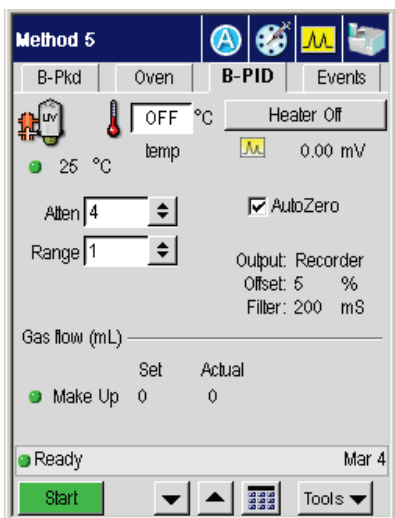 Method 5
B-Pkd Oven B-PID Events
UV OFF °C Heater Off
temp 0.00 mV
25 °C
Atten 4 AutoZero
Range 1
Output: Recorder
Offset: 5 %
Filter: 200 mS
Gas flow (mL)
Set Actual
Make Up 0 0
Ready Mar 4
Start Tools